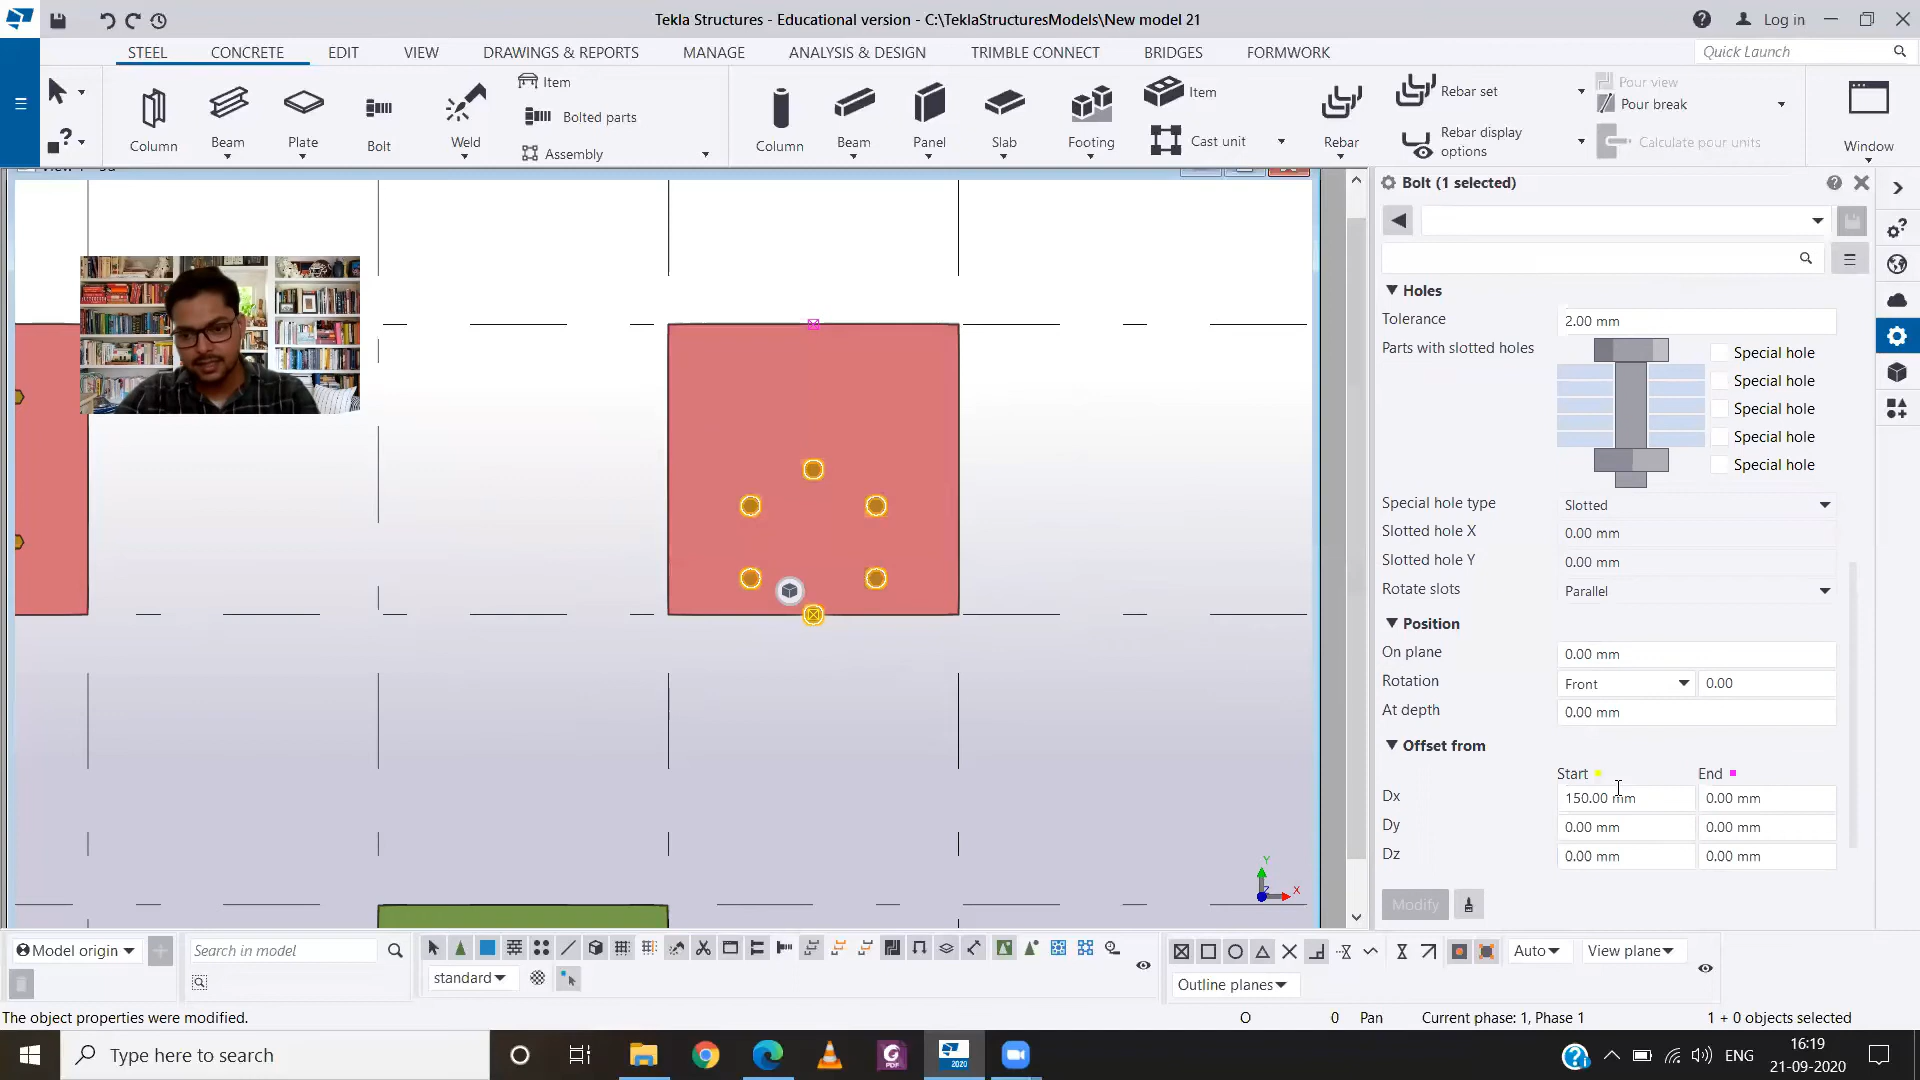 Tekla Structures - Educational version - C:\TeklaStructuresModels\New model 21
Log in
STEEL CONCRETE EDIT VIEW DRAWINGS & REPORTS MANAGE ANALYSIS & DESIGN TRIMBLE CONNECT BRIDGES FORMWORK
Quick Launch
Column
Beam
Plate
Bolt
Weld
Item
Bolted parts
Assembly
Column
Beam
Panel
Slab
Footing
Item
Cast unit
Rebar
Rebar set
Rebar display
options
Pour view
Pour break
Calculate pour units
Window
Bolt (1 selected)
Holes
Tolerance 2.00 mm
Parts with slotted holes
Special hole
Special hole
Special hole
Special hole
Special hole
Special hole type Slotted
Slotted hole X 0.00 mm
Slotted hole Y 0.00 mm
Rotate slots Parallel
Position
On plane 0.00 mm
Rotation Front 0.00
At depth 0.00 mm
Offset from
Start End
Dx 150.00 mm 0.00 mm
Dy 0.00 mm 0.00 mm
Dz 0.00 mm 0.00 mm
Modify
Y
X
Z
Model origin
Search in model
standard
Auto
View plane
Outline planes
The object properties were modified.
O 0 Pan Current phase: 1, Phase 1 1 + 0 objects selected
Type here to search
PDF
2020
ENG
16:19
21-09-2020